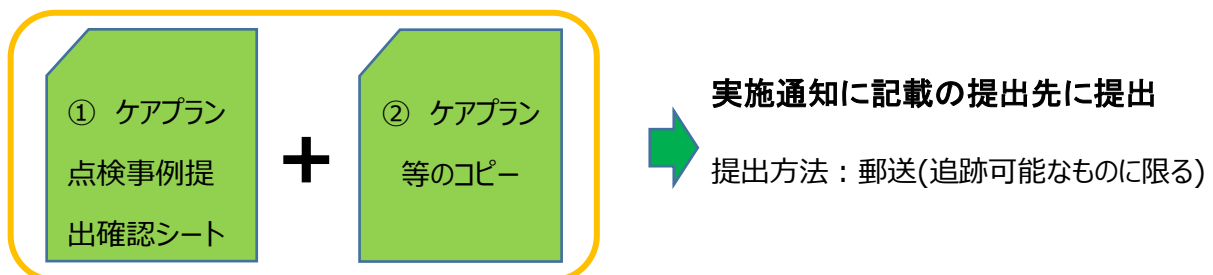 ① ケアプラン
点検事例提
出確認シート
+
② ケアプラン
等のコピー
実施通知に記載の提出先に提出
提出方法：郵送(追跡可能なものに限る)